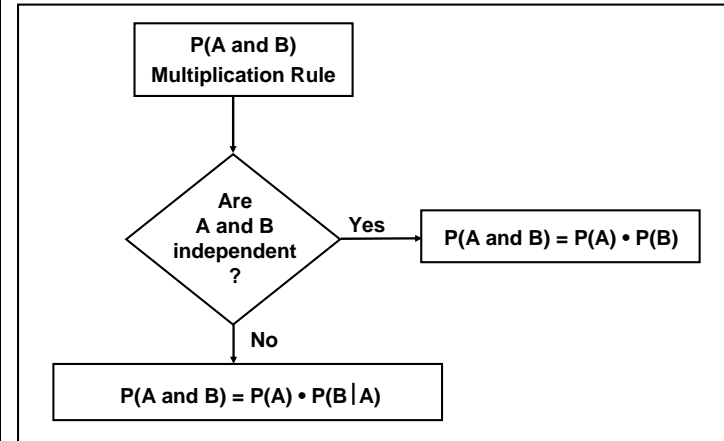 P(A and B)
Multiplication Rule
Are
A and B
independent
?
Yes
P(A and B) = P(A) • P(B)
No
P(A and B) = P(A) • P(B|A)